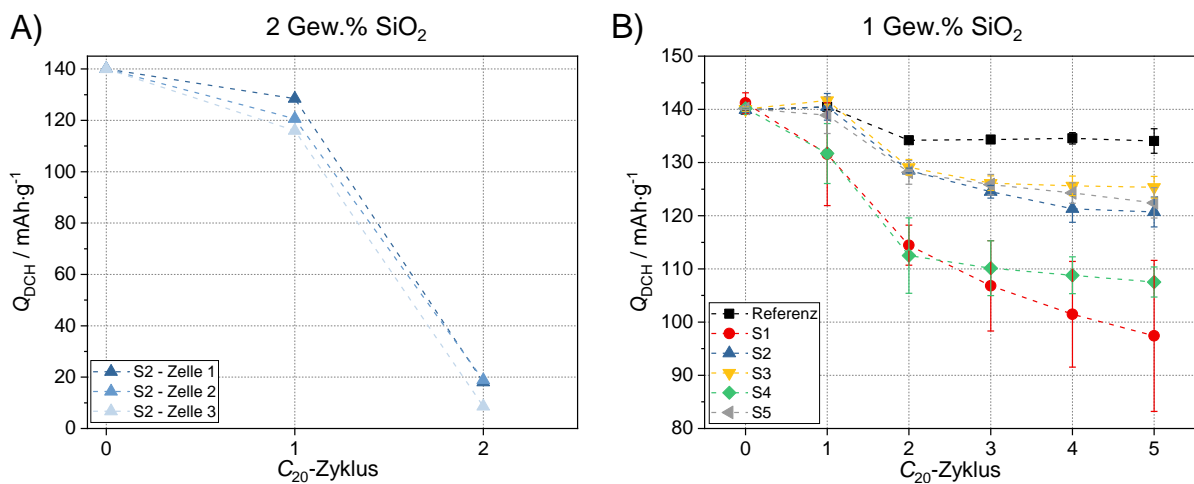 A)
2 Gew.% SiO₂
140
120
100
80
60
40
20
0
Q_DCH / mAh·g⁻¹
S2 - Zelle 1
S2 - Zelle 2
S2 - Zelle 3
0 1 2
C₂₀-Zyklus
B)
1 Gew.% SiO₂
150
140
130
120
110
100
90
80
Q_DCH / mAh·g⁻¹
Referenz
S1
S2
S3
S4
S5
0 1 2 3 4 5
C₂₀-Zyklus